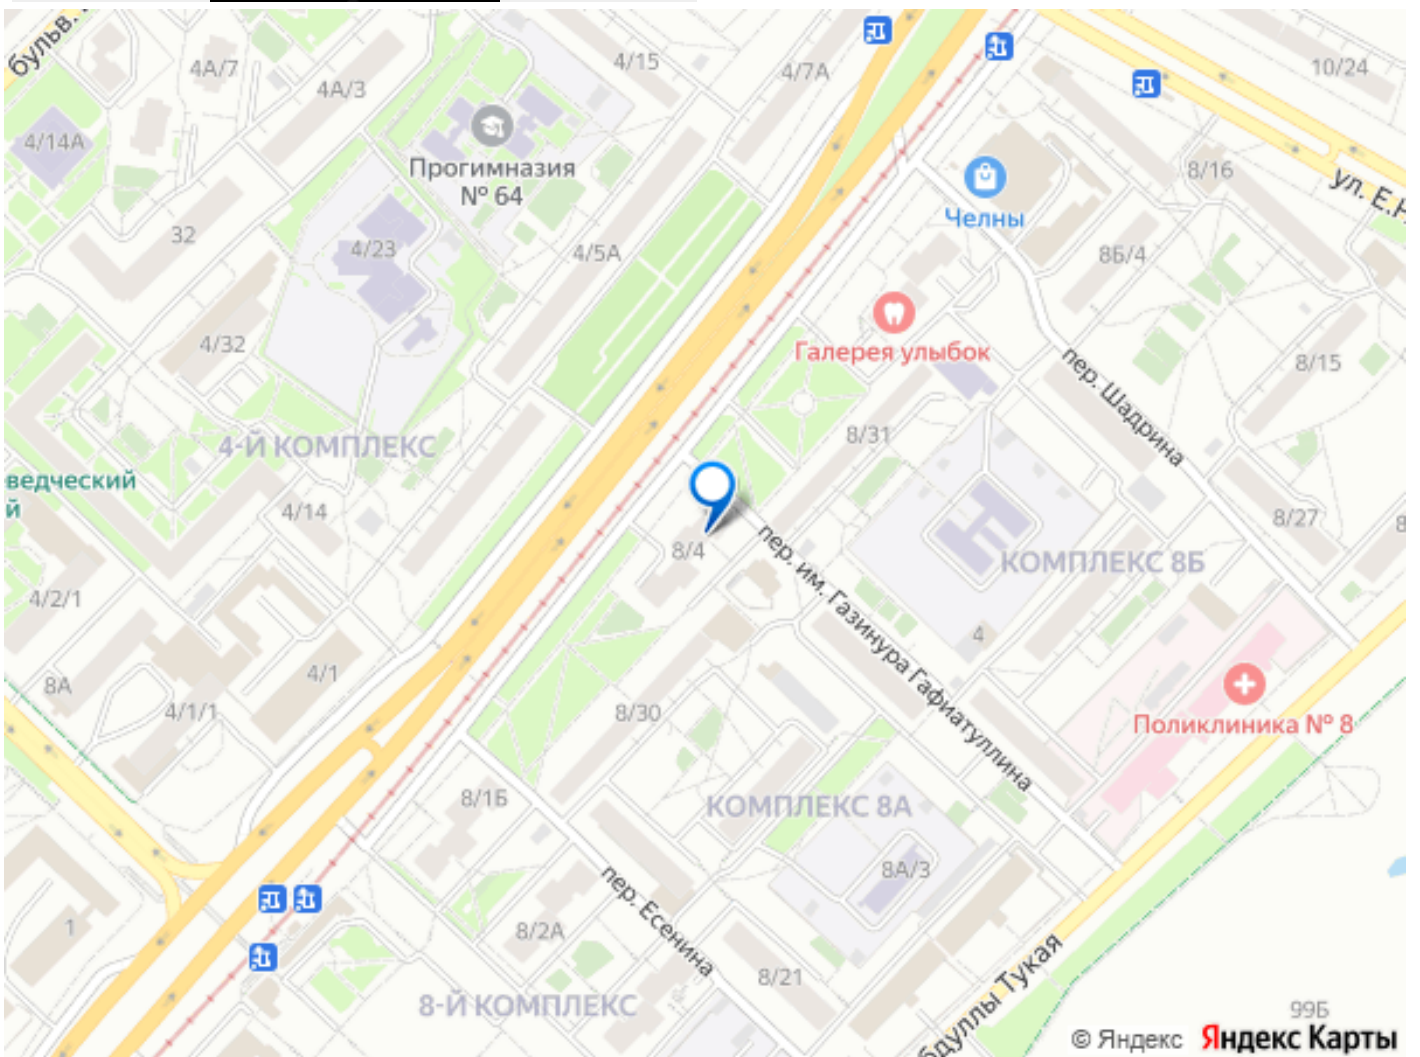 бульв.
4А/7
4А/3
4/15
4/7А
10/24
4/14А
Прогимназия
№ 64
8/16
ул. Е.Н
Челны
32
4/23
4/5А
8Б/4
4/32
Галерея улыбок
пер. Шадрина
8/15
8/31
4-Й КОМПЛЕКС
ведческий
й
4/14
8/27
8
8/4
пер. им. Газинура Гафиатуллина
КОМПЛЕКС 8Б
4/2/1
4
8А
4/1
4/1/1
8/30
Поликлиника № 8
8/1Б
КОМПЛЕКС 8А
8А/3
пер. Есенина
1
8/2А
8/21
бдуллы Тукая
8-Й КОМПЛЕКС
99Б
© Яндекс Яндекс Карты